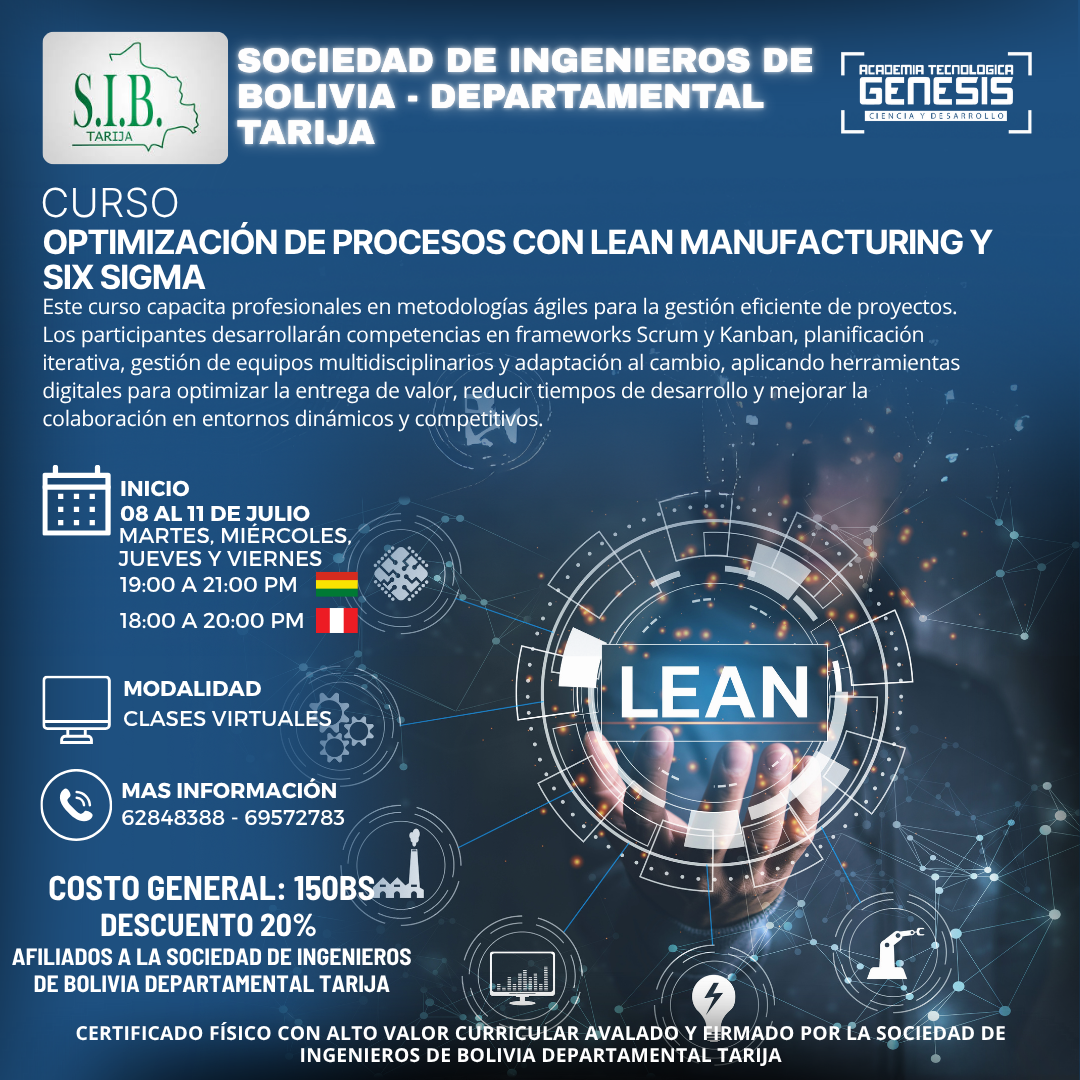 S.I.B.
TARIJA
SOCIEDAD DE INGENIEROS DE
BOLIVIA - DEPARTAMENTAL
TARIJA
ACADEMIA TECNOLOGICA
GENESIS
CIENCIA Y DESARROLLO
CURSO
OPTIMIZACIÓN DE PROCESOS CON LEAN MANUFACTURING Y
SIX SIGMA
Este curso capacita profesionales en metodologías ágiles para la gestión eficiente de proyectos.
Los participantes desarrollarán competencias en frameworks Scrum y Kanban, planificación
iterativa, gestión de equipos multidisciplinarios y adaptación al cambio, aplicando herramientas
digitales para optimizar la entrega de valor, reducir tiempos de desarrollo y mejorar la
colaboración en entornos dinámicos y competitivos.
INICIO
08 AL 11 DE JULIO
MARTES, MIÉRCOLES,
JUEVES Y VIERNES
19:00 A 21:00 PM
18:00 A 20:00 PM
MODALIDAD
CLASES VIRTUALES
MAS INFORMACIÓN
62848388 - 69572783
LEAN
COSTO GENERAL: 150BS
DESCUENTO 20%
AFILIADOS A LA SOCIEDAD DE INGENIEROS
DE BOLIVIA DEPARTAMENTAL TARIJA
CERTIFICADO FÍSICO CON ALTO VALOR CURRICULAR AVALADO Y FIRMADO POR LA SOCIEDAD DE
INGENIEROS DE BOLIVIA DEPARTAMENTAL TARIJA